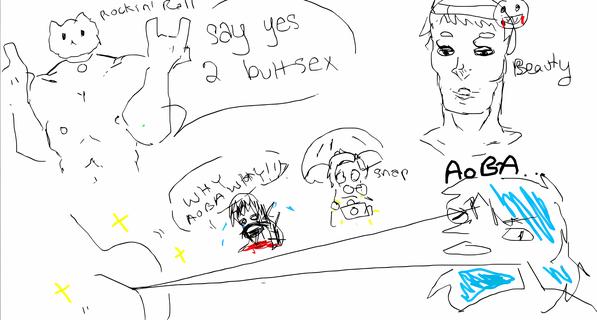 Rockin' Roll
say yes
2 buttsex
Beauty
WHY
AOBA WHY!!!
snap
AOBA...